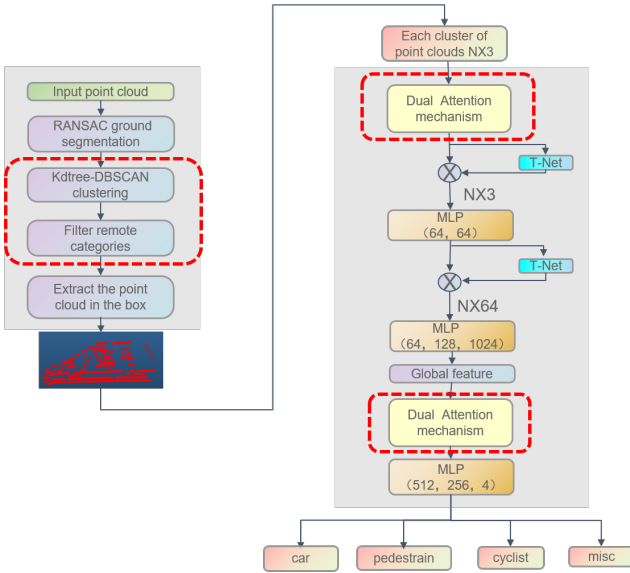 Input point cloud
RANSAC ground
segmentation
Kdtree-DBSCAN
clustering
Filter remote
categories
Extract the point
cloud in the box
Each cluster of
point clouds NX3
Dual Attention
mechanism
T-Net
X
NX3
MLP
(64, 64)
T-Net
X
NX64
MLP
(64, 128, 1024)
Global feature
Dual Attention
mechanism
MLP
(512, 256, 4)
car
pedestrain
cyclist
misc